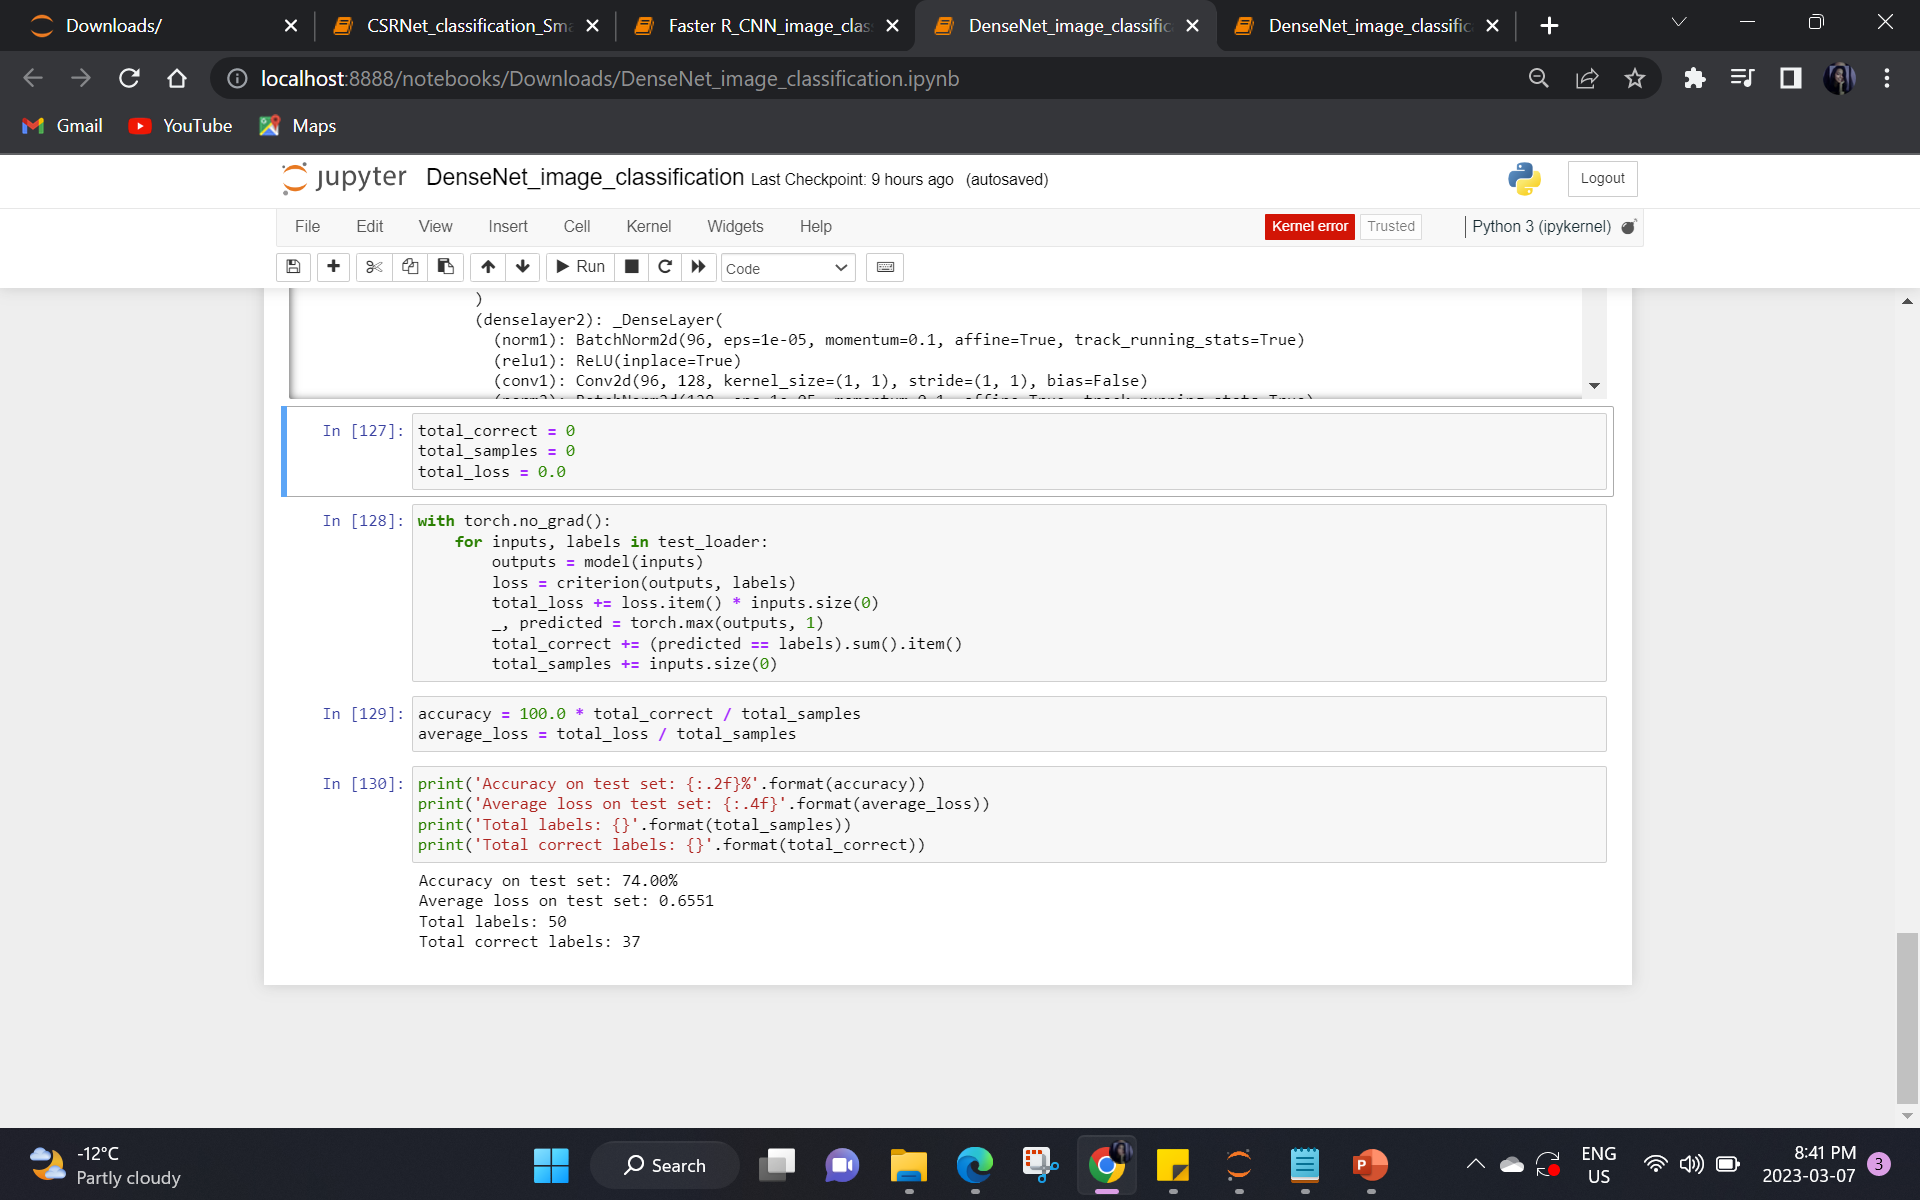 Downloads/
CSRNet_classification_Sma
Faster R_CNN_image_clas
DenseNet_image_classific
DenseNet_image_classific
localhost:8888/notebooks/Downloads/DenseNet_image_classification.ipynb
Gmail
YouTube
Maps
jupyter
DenseNet_image_classification Last Checkpoint: 9 hours ago (autosaved)
Logout
File Edit View Insert Cell Kernel Widgets Help
Kernel error
Trusted
Python 3 (ipykernel)
Run
Code
)
(denselayer2): _DenseLayer(
(norm1): BatchNorm2d(96, eps=1e-05, momentum=0.1, affine=True, track_running_stats=True)
(relu1): ReLU(inplace=True)
(conv1): Conv2d(96, 128, kernel_size=(1, 1), stride=(1, 1), bias=False)
In [127]: total_correct = 0
total_samples = 0
total_loss = 0.0
In [128]: with torch.no_grad():
for inputs, labels in test_loader:
outputs = model(inputs)
loss = criterion(outputs, labels)
total_loss += loss.item() * inputs.size(0)
_, predicted = torch.max(outputs, 1)
total_correct += (predicted == labels).sum().item()
total_samples += inputs.size(0)
In [129]: accuracy = 100.0 * total_correct / total_samples
average_loss = total_loss / total_samples
In [130]: print('Accuracy on test set: {:.2f}%'.format(accuracy))
print('Average loss on test set: {:.4f}'.format(average_loss))
print('Total labels: {}'.format(total_samples))
print('Total correct labels: {}'.format(total_correct))
Accuracy on test set: 74.00%
Average loss on test set: 0.6551
Total labels: 50
Total correct labels: 37
-12°C
Partly cloudy
Search
ENG
US
8:41 PM
2023-03-07
3